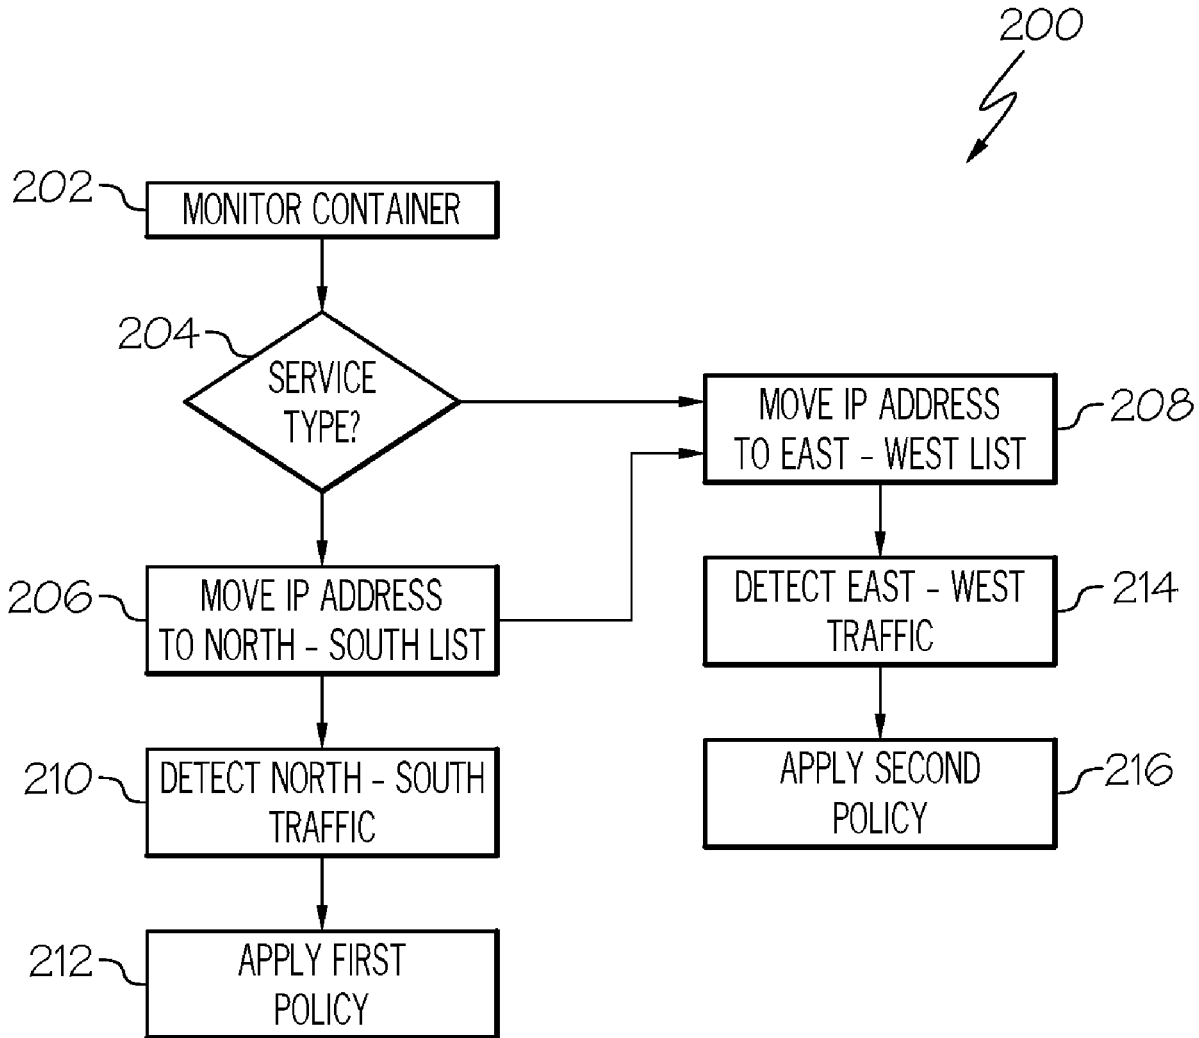 200
202
MONITOR CONTAINER
204
SERVICE
TYPE?
MOVE IP ADDRESS
TO EAST - WEST LIST
208
206
MOVE IP ADDRESS
TO NORTH - SOUTH LIST
DETECT EAST - WEST
TRAFFIC
214
210
DETECT NORTH - SOUTH
TRAFFIC
APPLY SECOND
POLICY
216
212
APPLY FIRST
POLICY